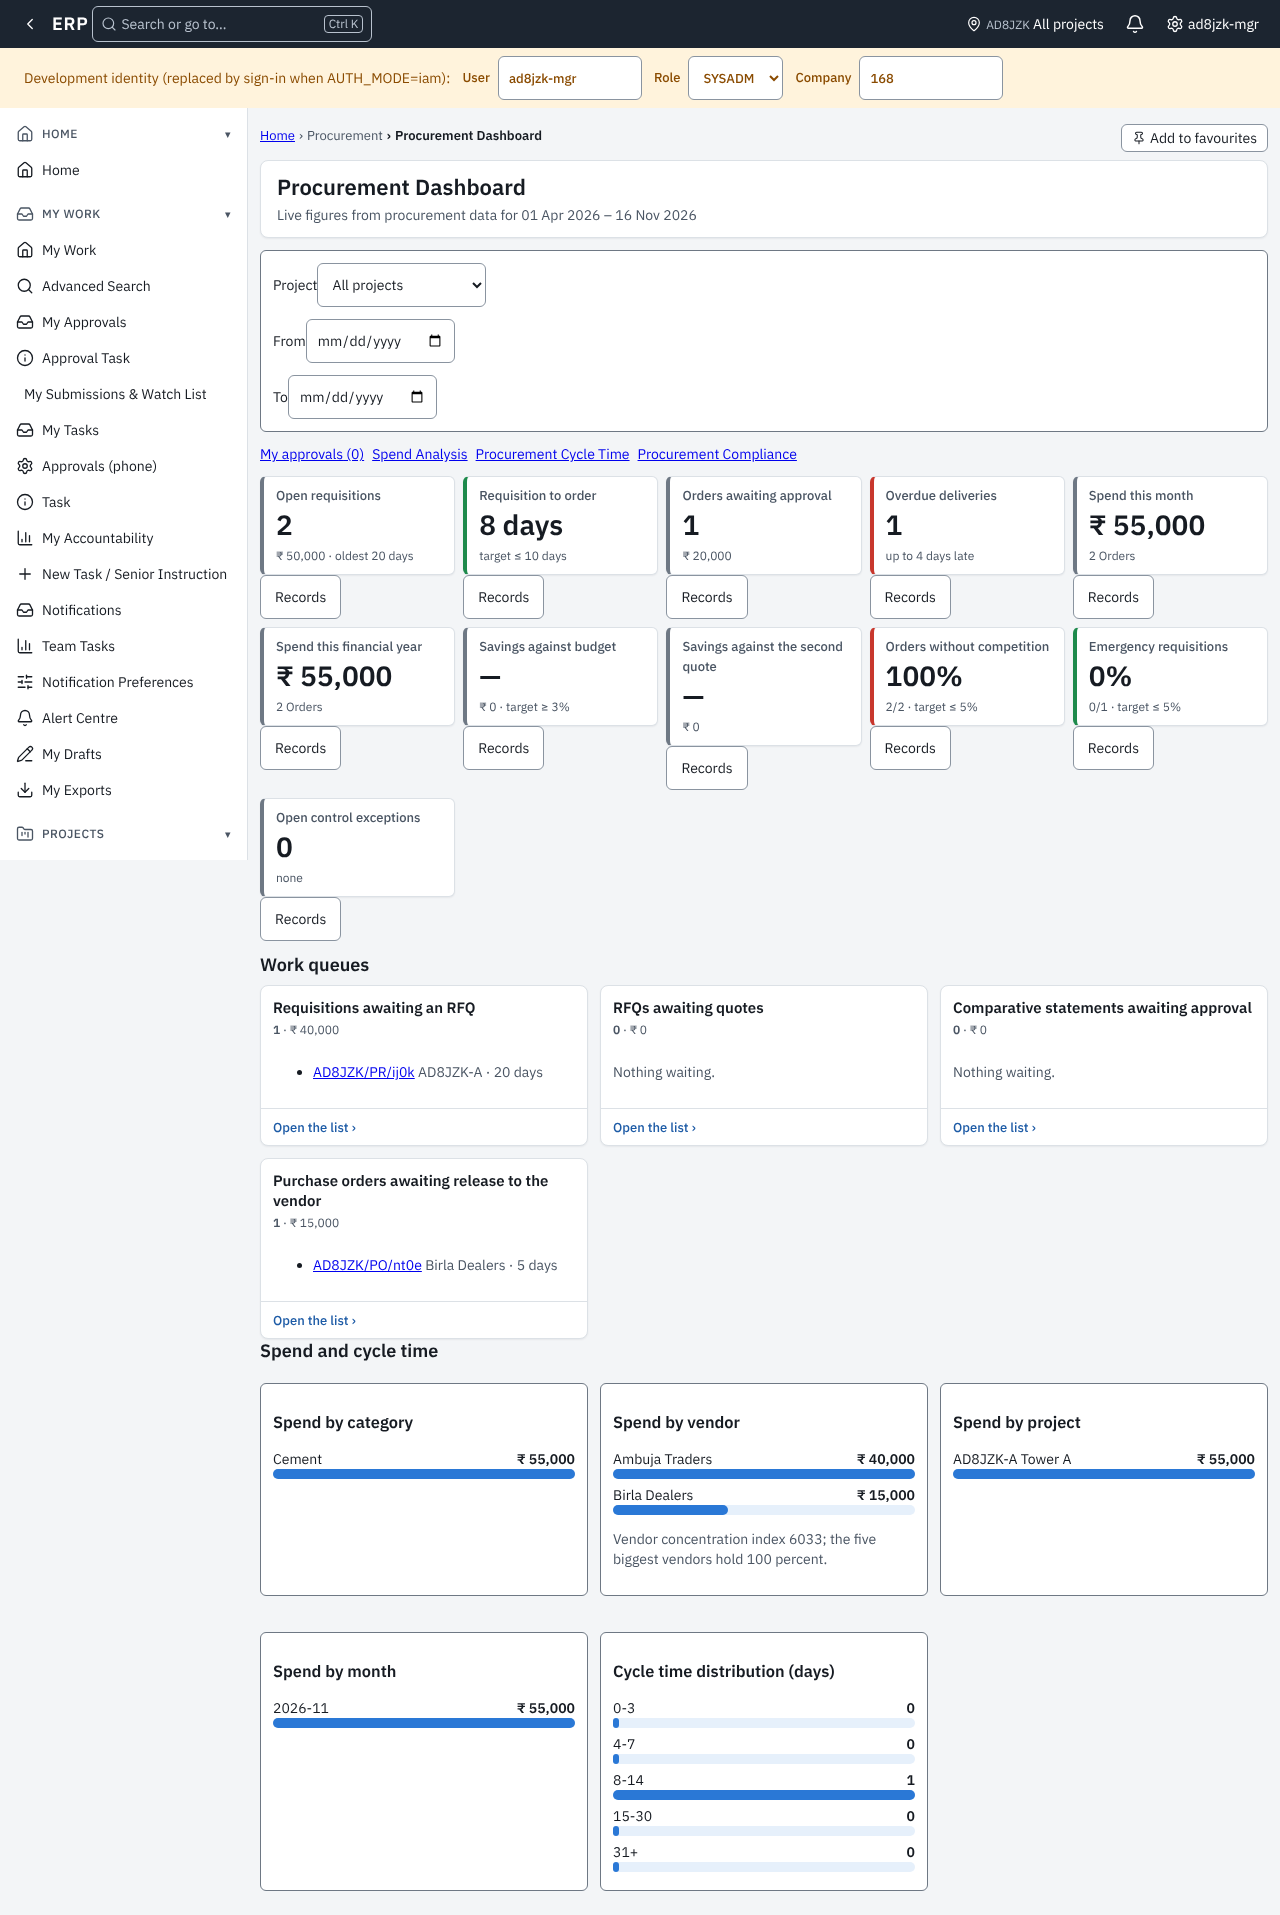 ERP
Search or go to...
Ctrl K
AD8JZK All projects
ad8jzk-mgr
Development identity (replaced by sign-in when AUTH_MODE=iam):
User
ad8jzk-mgr
Role
SYSADM
Company
168
HOME
Home
MY WORK
My Work
Advanced Search
My Approvals
Approval Task
My Submissions & Watch List
My Tasks
Approvals (phone)
Task
My Accountability
New Task / Senior Instruction
Notifications
Team Tasks
Notification Preferences
Alert Centre
My Drafts
My Exports
PROJECTS
Home › Procurement › Procurement Dashboard
Add to favourites
Procurement Dashboard
Live figures from procurement data for 01 Apr 2026 – 16 Nov 2026
Project
All projects
From
mm/dd/yyyy
To
mm/dd/yyyy
My approvals (0) Spend Analysis Procurement Cycle Time Procurement Compliance
Open requisitions
2
₹ 50,000 · oldest 20 days
Records
Requisition to order
8 days
target ≤ 10 days
Records
Orders awaiting approval
1
₹ 20,000
Records
Overdue deliveries
1
up to 4 days late
Records
Spend this month
₹ 55,000
2 Orders
Records
Spend this financial year
₹ 55,000
2 Orders
Records
Savings against budget
—
₹ 0 · target ≥ 3%
Records
Savings against the second
quote
—
₹ 0
Records
Orders without competition
100%
2/2 · target ≤ 5%
Records
Emergency requisitions
0%
0/1 · target ≤ 5%
Records
Open control exceptions
0
none
Records
Work queues
Requisitions awaiting an RFQ
1 · ₹ 40,000
AD8JZK/PR/ij0k AD8JZK-A · 20 days
Open the list ›
RFQs awaiting quotes
0 · ₹ 0
Nothing waiting.
Open the list ›
Comparative statements awaiting approval
0 · ₹ 0
Nothing waiting.
Open the list ›
Purchase orders awaiting release to the
vendor
1 · ₹ 15,000
AD8JZK/PO/nt0e Birla Dealers · 5 days
Open the list ›
Spend and cycle time
Spend by category
Cement ₹ 55,000
Spend by vendor
Ambuja Traders ₹ 40,000
Birla Dealers ₹ 15,000
Vendor concentration index 6033; the five
biggest vendors hold 100 percent.
Spend by project
AD8JZK-A Tower A ₹ 55,000
Spend by month
2026-11 ₹ 55,000
Cycle time distribution (days)
0-3 0
4-7 0
8-14 1
15-30 0
31+ 0